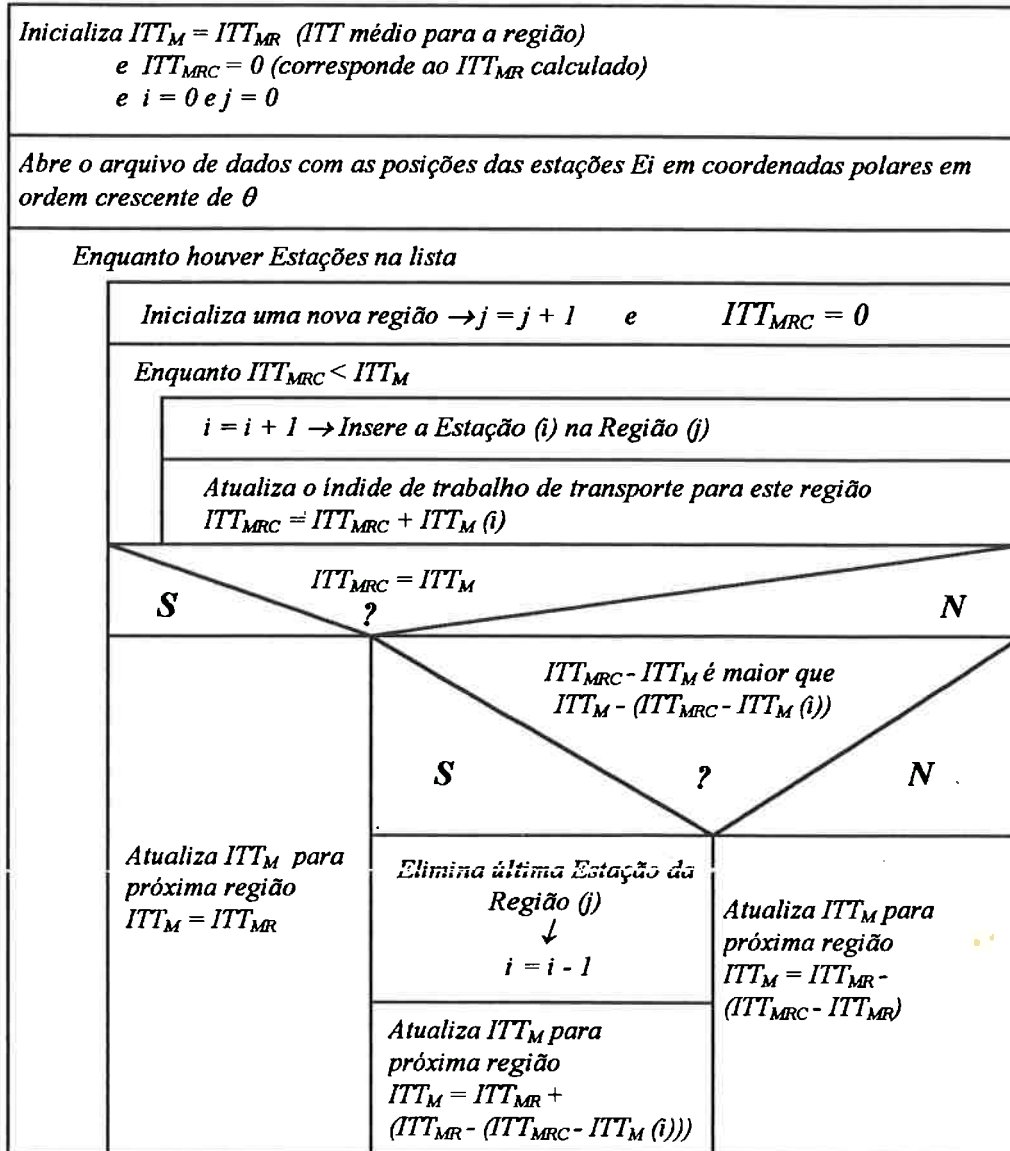 Inicializa ITT_M = ITT_MR (ITT médio para a região)
e ITT_MRC = 0 (corresponde ao ITT_MR calculado)
e i = 0 e j = 0
Abre o arquivo de dados com as posições das estações Ei em coordenadas polares em
ordem crescente de θ
Enquanto houver Estações na lista
Inicializa uma nova região → j = j + 1 e ITT_MRC = 0
Enquanto ITT_MRC < ITT_M
i = i + 1 → Insere a Estação (i) na Região (j)
Atualiza o índide de trabalho de transporte para este região
ITT_MRC = ITT_MRC + ITT_M (i)
ITT_MRC = ITT_M
S ? N
ITT_MRC - ITT_M é maior que
ITT_M - (ITT_MRC - ITT_M (i))
S ? N
Atualiza ITT_M para
próxima região
ITT_M = ITT_MR
Elimina última Estação da
Região (j)
↓
i = i - 1
Atualiza ITT_M para
próxima região
ITT_M = ITT_MR +
(ITT_MR - (ITT_MRC - ITT_M (i)))
Atualiza ITT_M para
próxima região
ITT_M = ITT_MR -
(ITT_MRC - ITT_MR)